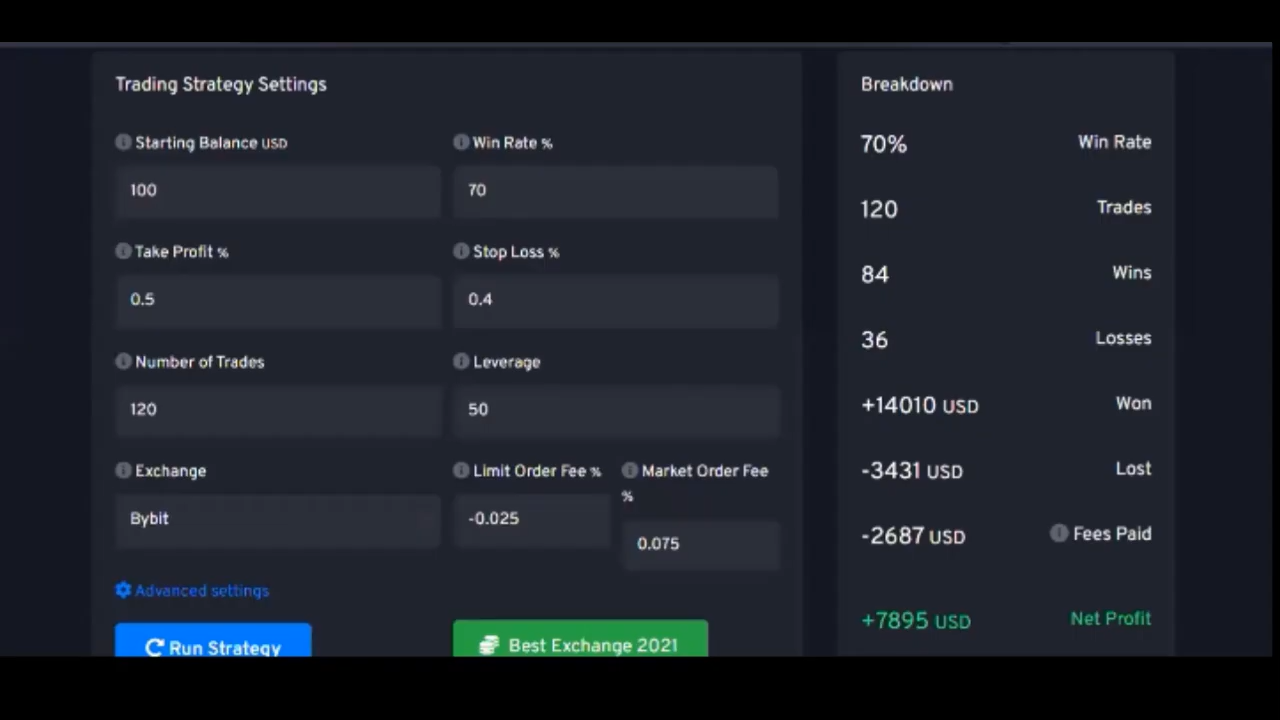 Trading Strategy Settings
Starting Balance USD
Win Rate %
100
70
Take Profit %
Stop Loss %
0.5
0.4
Number of Trades
Leverage
120
50
Exchange
Limit Order Fee %
Market Order Fee
%
Bybit
-0.025
0.075
Advanced settings
Run Strategy
Best Exchange 2021
Breakdown
70% Win Rate
120 Trades
84 Wins
36 Losses
+14010 USD Won
-3431 USD Lost
-2687 USD Fees Paid
+7895 USD Net Profit